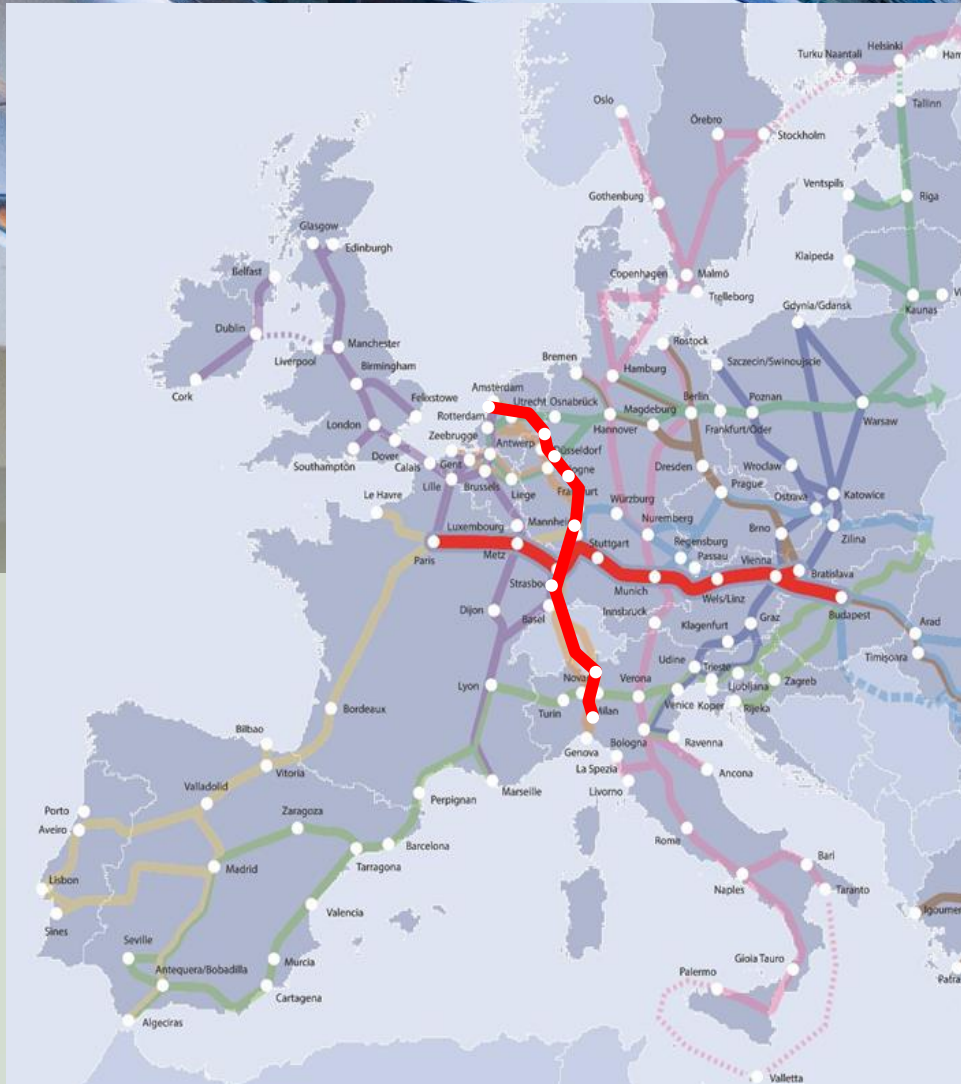 Helsinki
Turku Naantali
Ham
Oslo
Tallinn
Örebro
Stockholm
Ventspils
Riga
Gothenburg
Glasgow
Edinburgh
Klaipeda
Belfast
Copenhagen
Malmö
Trelleborg
Kaunas
Gdynia/Gdansk
Dublin
Liverpool
Manchester
Rostock
Bremen
Szczecin/Swinoujscie
Birmingham
Hamburg
Cork
Amsterdam
Felixstowe
Utrecht
Osnabrück
Berlin
Poznan
Rotterdam
Magdeburg
London
Hannover
Frankfurt/Oder
Warsaw
Zeebrugge
Antwerp
Düsseldorf
Southampton
Dover
Calais
Gent
Dresden
Wroclaw
Brussels
Lille
Liege
Prague
Katowice
Le Havre
Würzburg
Ostrava
Luxembourg
Nuremberg
Brno
Zilina
Metz
Stuttgart
Regensburg
Paris
Passau
Vienna
Bratislava
Munich
Wels/Linz
Dijon
Innsbruck
Budapest
Basel
Klagenfurt
Graz
Arad
Timişoara
Udine
Trieste
Lyon
Verona
Ljubljana
Zagreb
Turin
Venice
Koper
Rijeka
Bordeaux
Genova
Bologna
Ravenna
Bilbao
La Spezia
Ancona
Vitoria
Marseille
Livorno
Valladolid
Perpignan
Porto
Zaragoza
Aveiro
Rome
Barcelona
Madrid
Tarragona
Bari
Lisbon
Naples
Taranto
Valencia
Sines
Seville
Murcia
Gioia Tauro
Antequera/Bobadilla
Palermo
Cartagena
Algeciras
Valletta